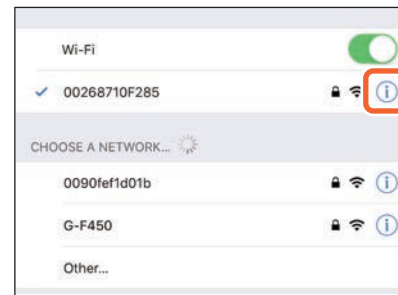 Wi-Fi
00268710F285
CHOOSE A NETWORK...
0090fef1d01b
G-F450
Other...